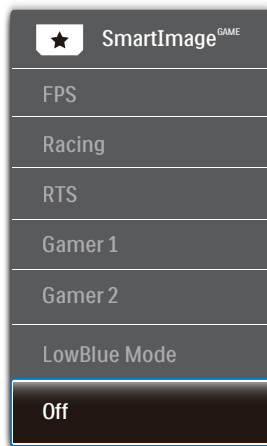 SmartImage GAME
FPS
Racing
RTS
Gamer 1
Gamer 2
LowBlue Mode
Off